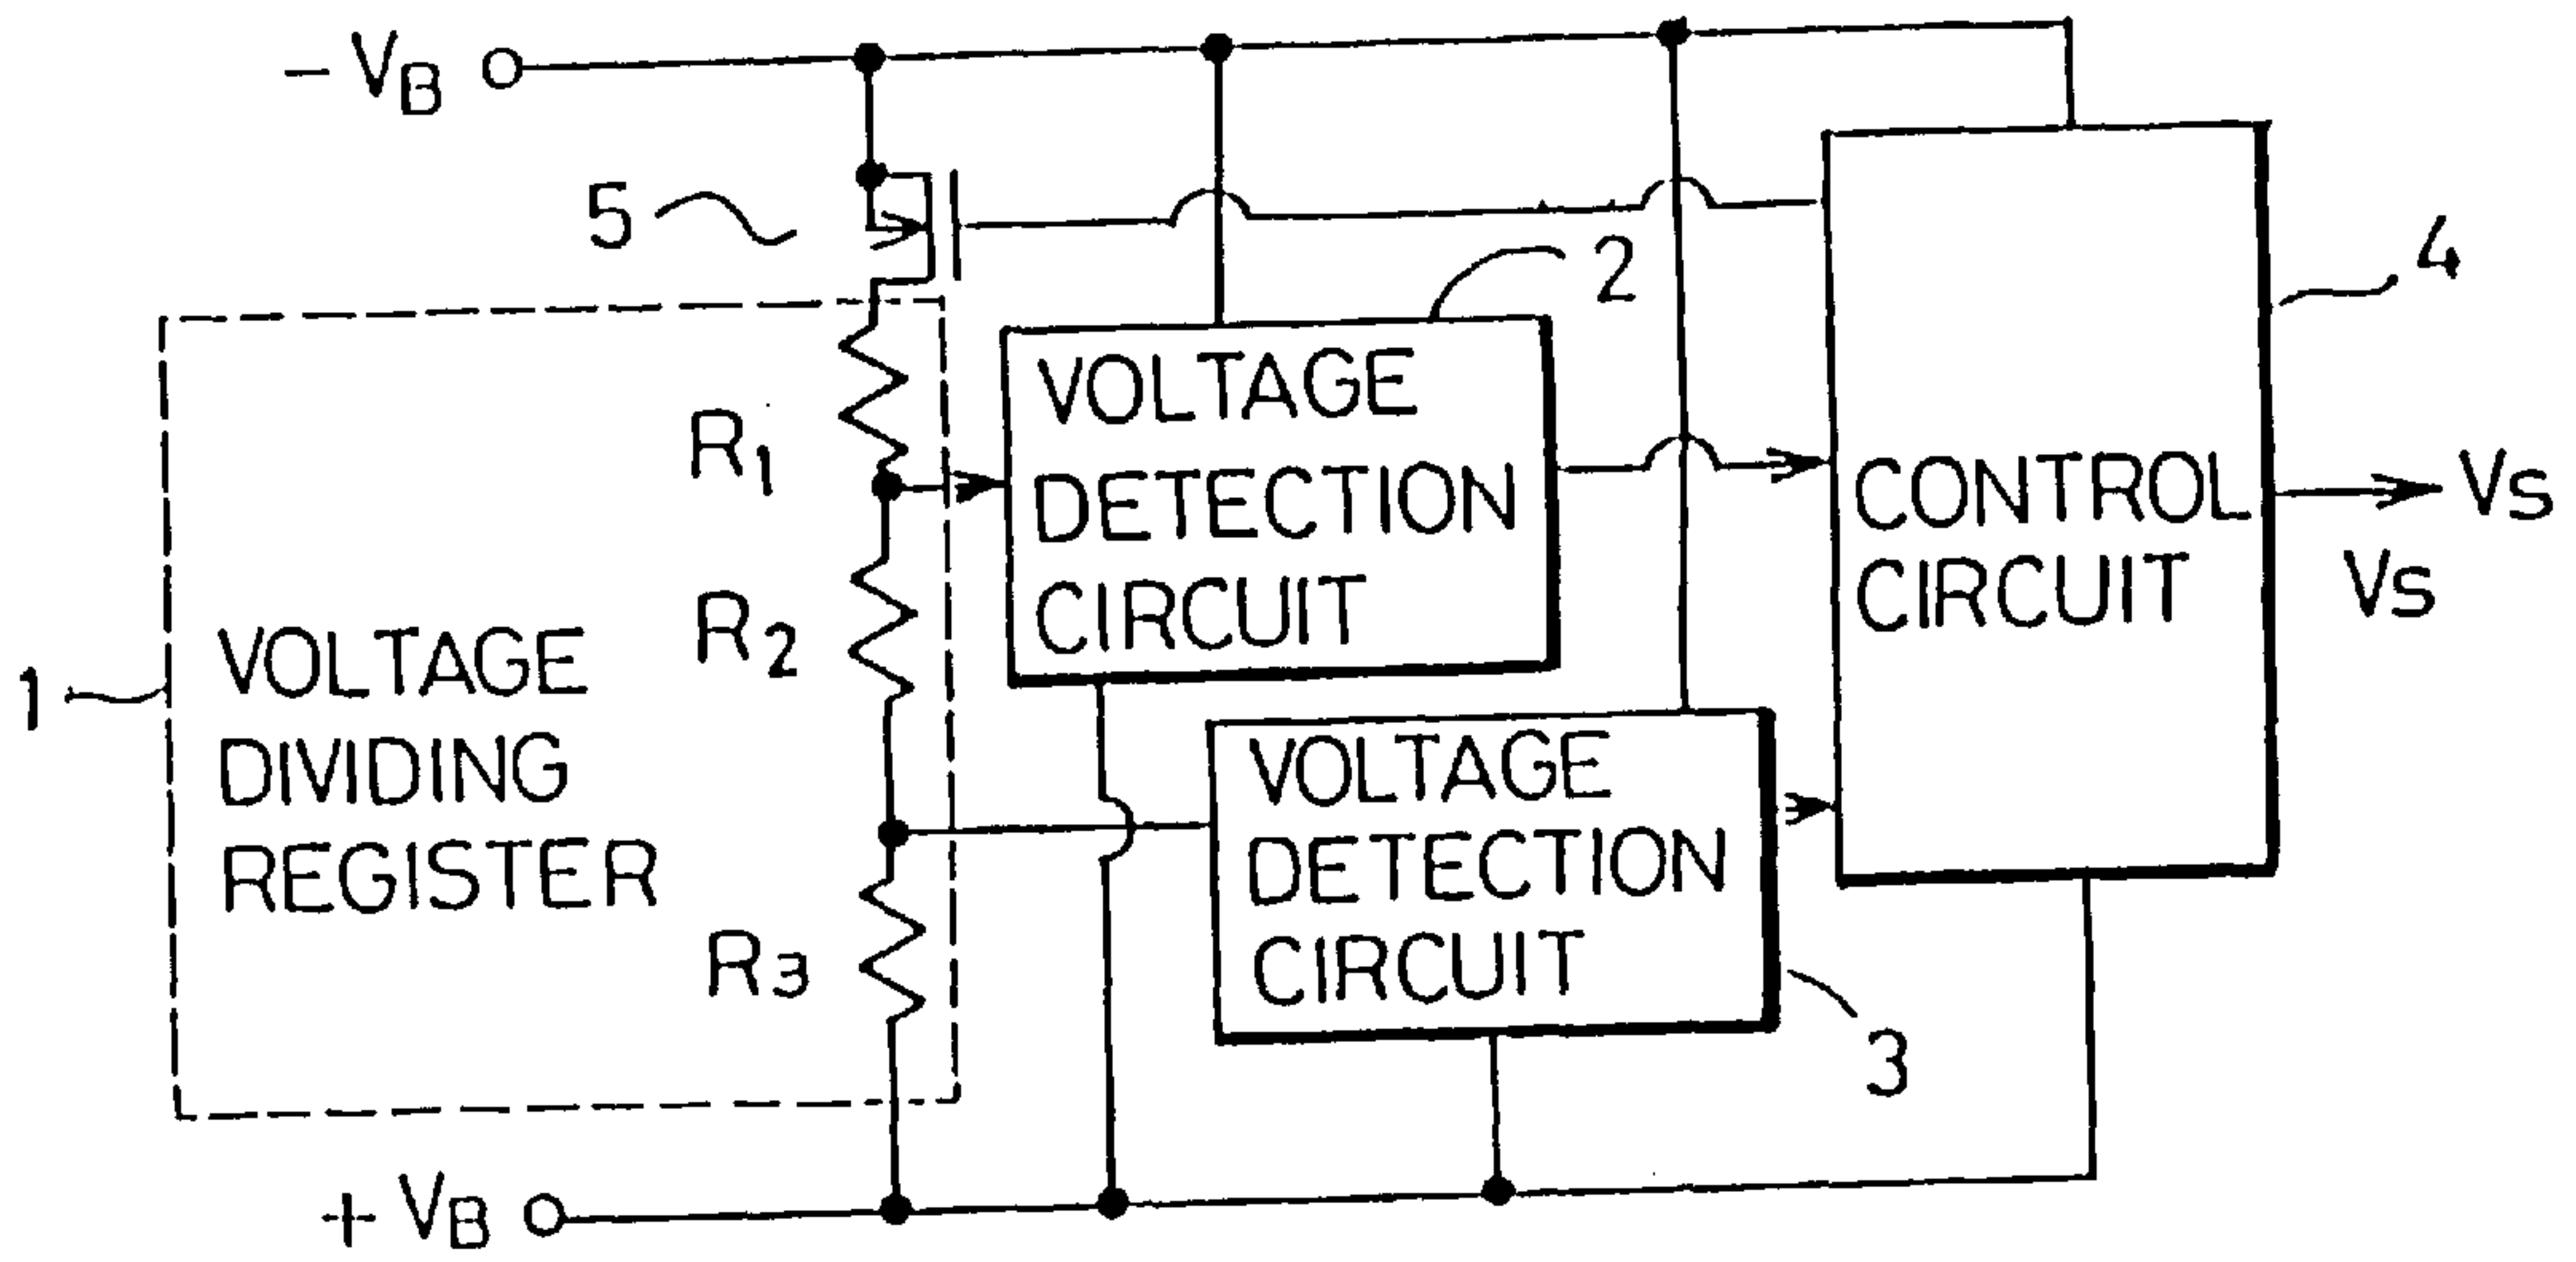 − VB
5
2
4
VOLTAGE
DETECTION
CIRCUIT
R1
CONTROL
CIRCUIT
VS
VS
R2
1
VOLTAGE
DIVIDING
REGISTER
VOLTAGE
DETECTION
CIRCUIT
R3
3
+ VB